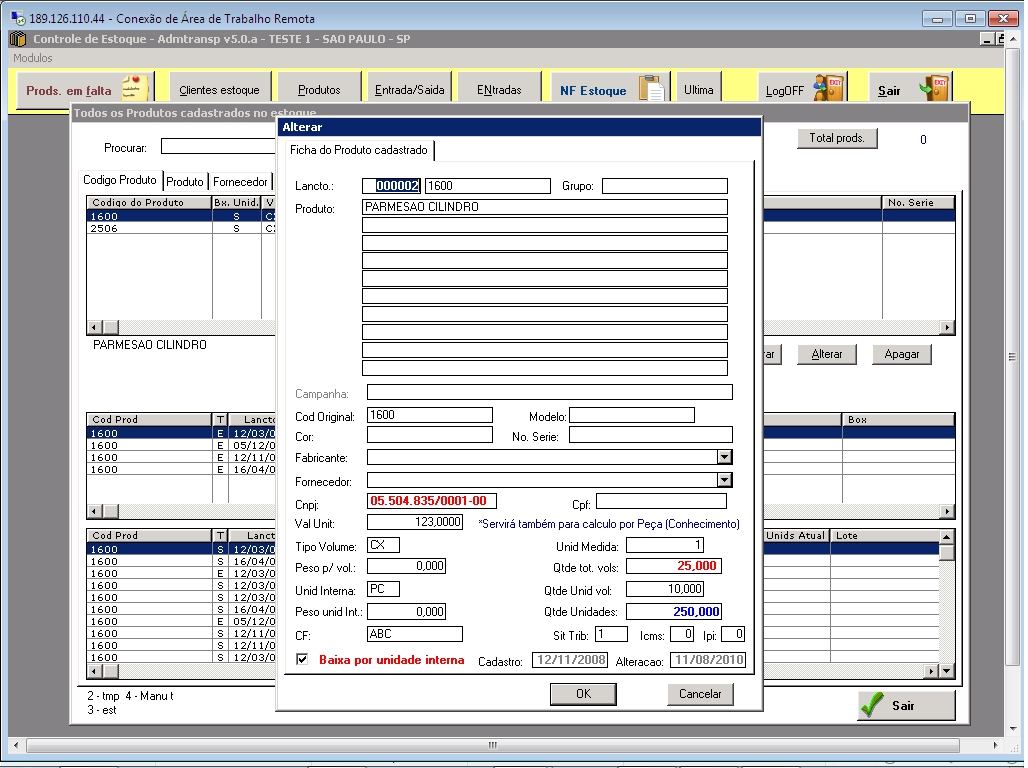 189.126.110.44 - Conexão de Área de Trabalho Remota
Controle de Estoque - Admtransp v5.0.a - TESTE 1 - SAO PAULO - SP
Modulos
Prods. em falta
Clientes estoque
Produtos
Entrada/Saida
ENtradas
NF Estoque
Ultima
LogOFF
EXIT
Sair
EXIT
Todos os Produtos cadastrados no estoque
Procurar:
Total prods.
0
Codigo Produto
Produto
Fornecedor
Codigo do Produto
Bx. Unid.
V
No. Serie
1600 S CX
2506 S CX
PARMESAO CILINDRO
Alterar
Apagar
Cod Prod T Lancto
Box
1600 E 12/03/0
1600 E 05/12/0
1600 E 12/11/0
1600 E 16/04/0
Cod Prod T Lancto
Unids Atual Lote
1600 S 12/03/0
1600 S 16/04/0
1600 E 12/03/0
1600 S 12/03/0
1600 S 12/03/0
1600 S 16/04/0
1600 E 05/12/0
1600 S 12/11/0
1600 S 12/11/0
1600 S 12/03/0
2 - tmp 4 - Manu t
3 - est
Sair
Alterar
Ficha do Produto cadastrado
Lancto.: 000002 1600 Grupo:
Produto: PARMESAO CILINDRO
Campanha:
Cod Original: 1600 Modelo:
Cor: No. Serie:
Fabricante:
Fornecedor:
Cnpj: 05.504.835/0001-00 Cpf:
Val Unit: 123,0000 *Servirá também para calculo por Peça (Conhecimento)
Tipo Volume: CX Unid Medida: 1
Peso p/ vol.: 0,000 Qtde tot. vols: 25,000
Unid Interna: PC Qtde Unid vol: 10,000
Peso unid Int.: 0,000 Qtde Unidades: 250,000
CF: ABC Sit Trib: 1 Icms: 0 Ipi: 0
Baixa por unidade interna Cadastro: 12/11/2008 Alteracao: 11/08/2010
OK
Cancelar